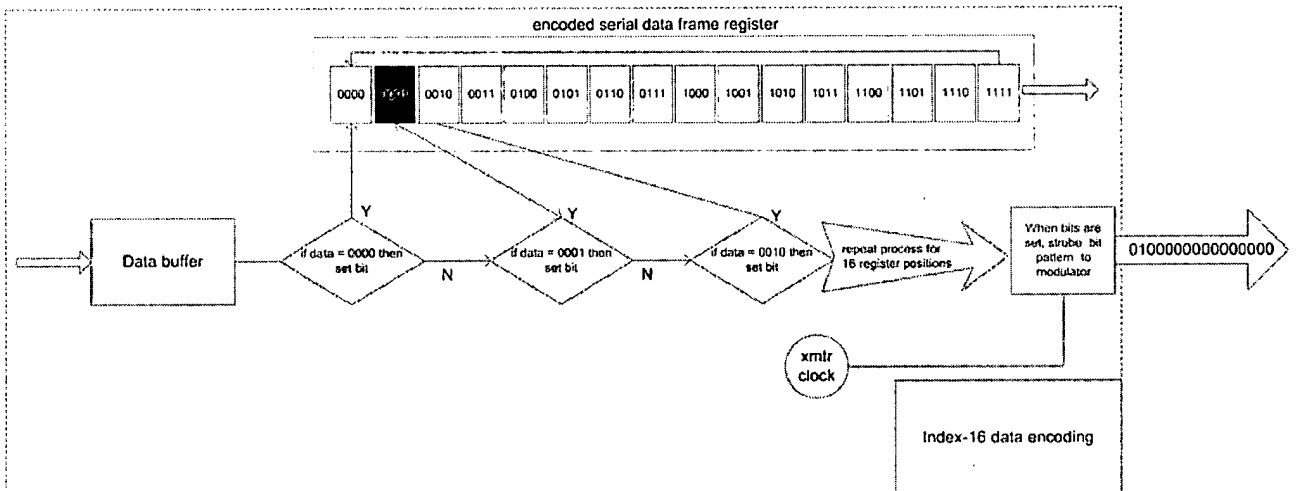 encoded serial data frame register
0000 0001 0010 0011 0100 0101 0110 0111 1000 1001 1010 1011 1100 1101 1110 1111
Y
Y
Y
Data buffer
if data = 0000 then
set bit
N
if data = 0001 then
set bit
N
if data = 0010 then
set bit
repeat process for
16 register positions
When bits are
set, strobe bit
pattern to
modulator
0100000000000000
xmtr
clock
Index-16 data encoding